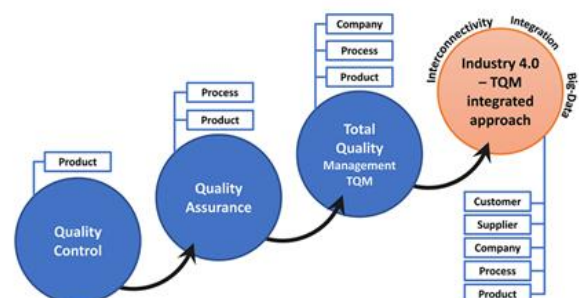 Product
Quality
Control
Process
Product
Quality
Assurance
Company
Process
Product
Total
Quality
Management
TQM
Interconnectivity
Integration
Big-Data
Industry 4.0
– TQM
integrated
approach
Customer
Supplier
Company
Process
Product